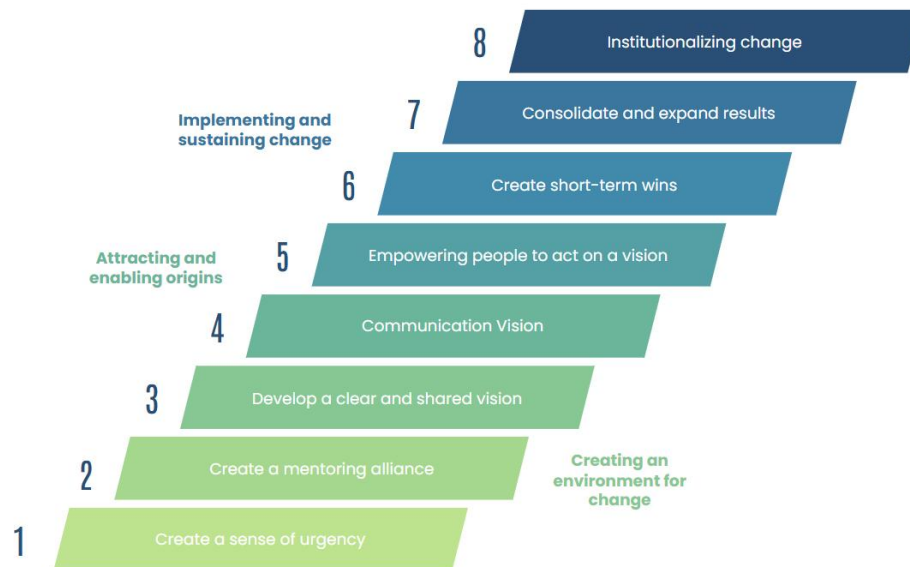 8
Institutionalizing change
7
Consolidate and expand results
Implementing and
sustaining change
6
Create short-term wins
5
Empowering people to act on a vision
Attracting and
enabling origins
4
Communication Vision
3
Develop a clear and shared vision
2
Create a mentoring alliance
Creating an
environment for
change
1
Create a sense of urgency